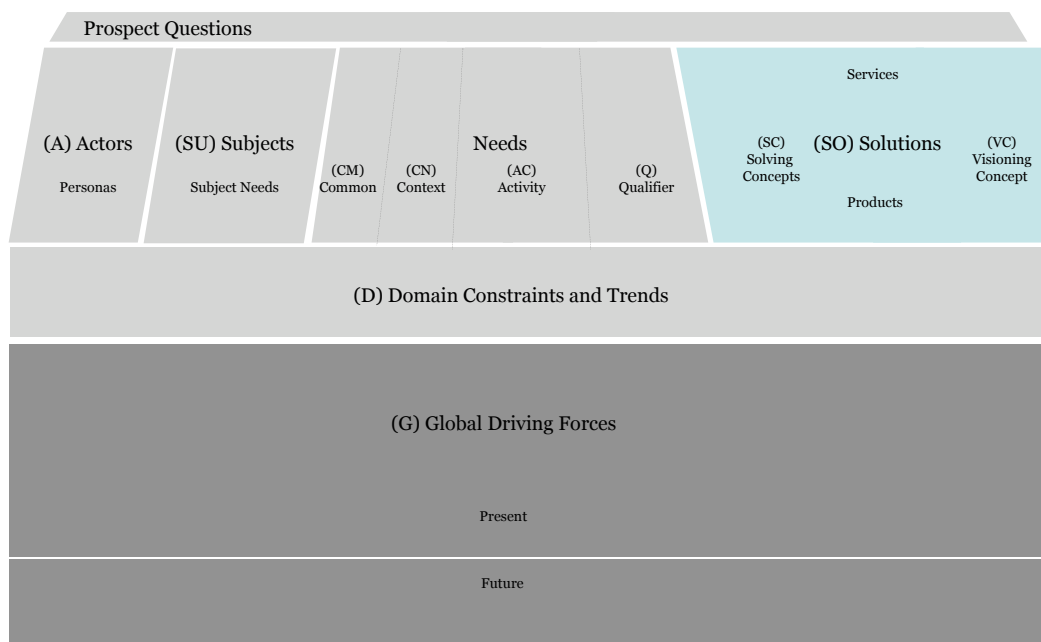 Prospect Questions
(A) Actors
Personas
(SU) Subjects
Subject Needs
Needs
(CM)
Common
(CN)
Context
(AC)
Activity
(Q)
Qualifier
Services
(SC)
Solving
Concepts
(SO) Solutions
(VC)
Visioning
Concept
Products
(D) Domain Constraints and Trends
(G) Global Driving Forces
Present
Future